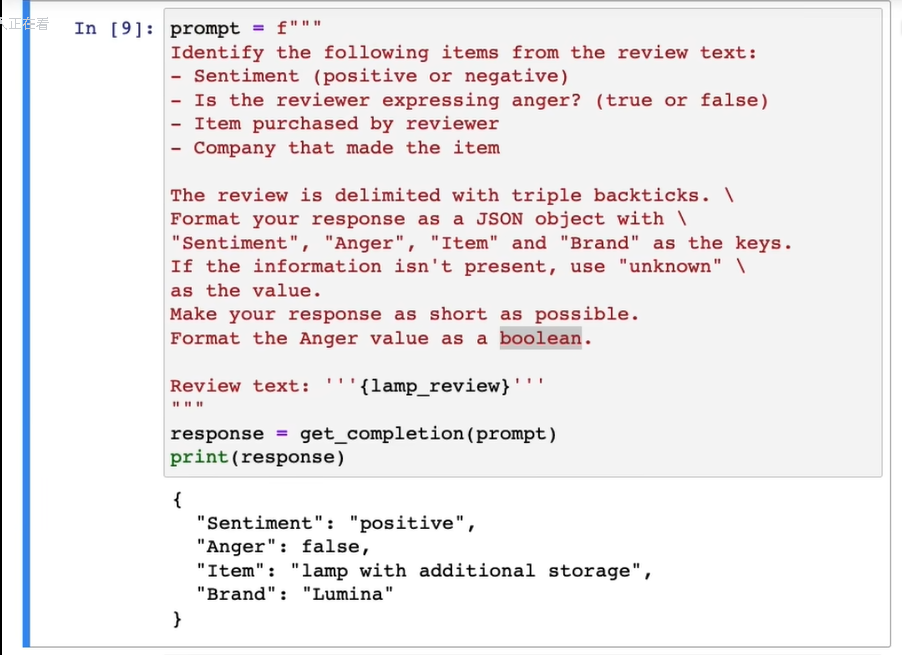 人正在看
In [9]:
prompt = f"""
Identify the following items from the review text:
- Sentiment (positive or negative)
- Is the reviewer expressing anger? (true or false)
- Item purchased by reviewer
- Company that made the item
The review is delimited with triple backticks. \
Format your response as a JSON object with \
"Sentiment", "Anger", "Item" and "Brand" as the keys.
If the information isn't present, use "unknown" \
as the value.
Make your response as short as possible.
Format the Anger value as a boolean.
Review text: '''{lamp_review}'''
"""
response = get_completion(prompt)
print(response)
{
  "Sentiment": "positive",
  "Anger": false,
  "Item": "lamp with additional storage",
  "Brand": "Lumina"
}